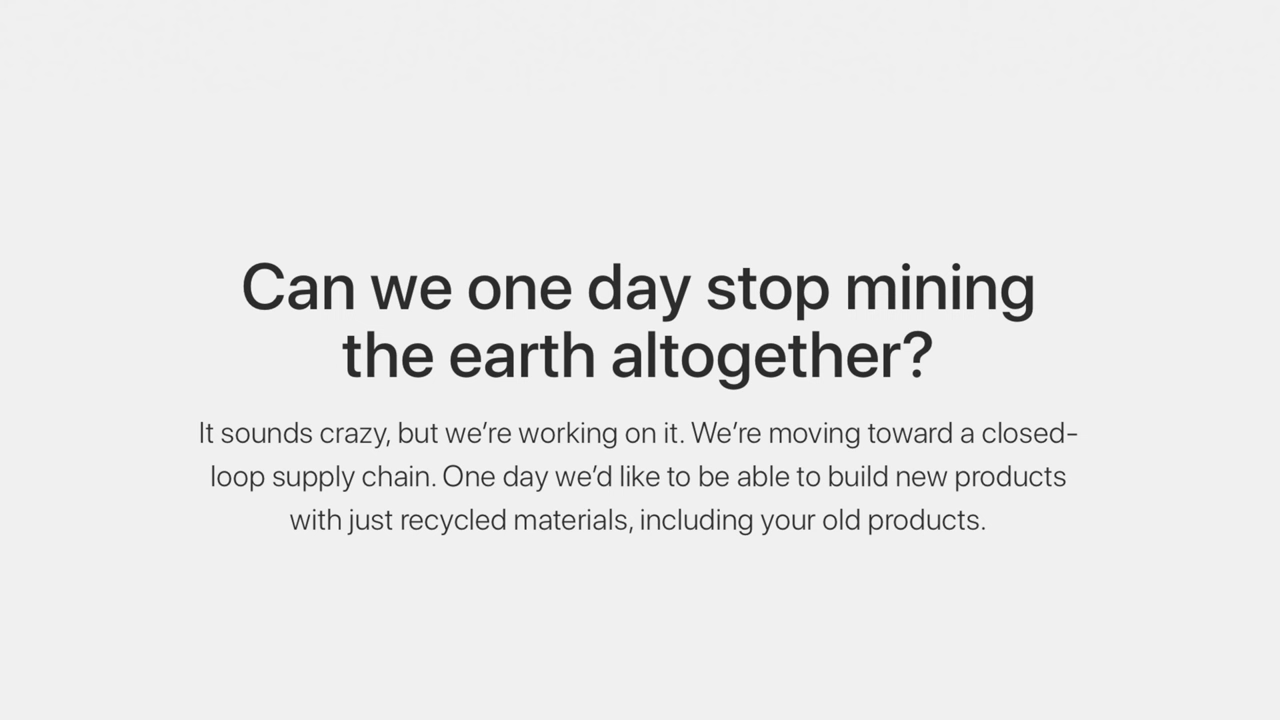 Can we one day stop mining
the earth altogether?
It sounds crazy, but we’re working on it. We’re moving toward a closed-
loop supply chain. One day we’d like to be able to build new products
with just recycled materials, including your old products.